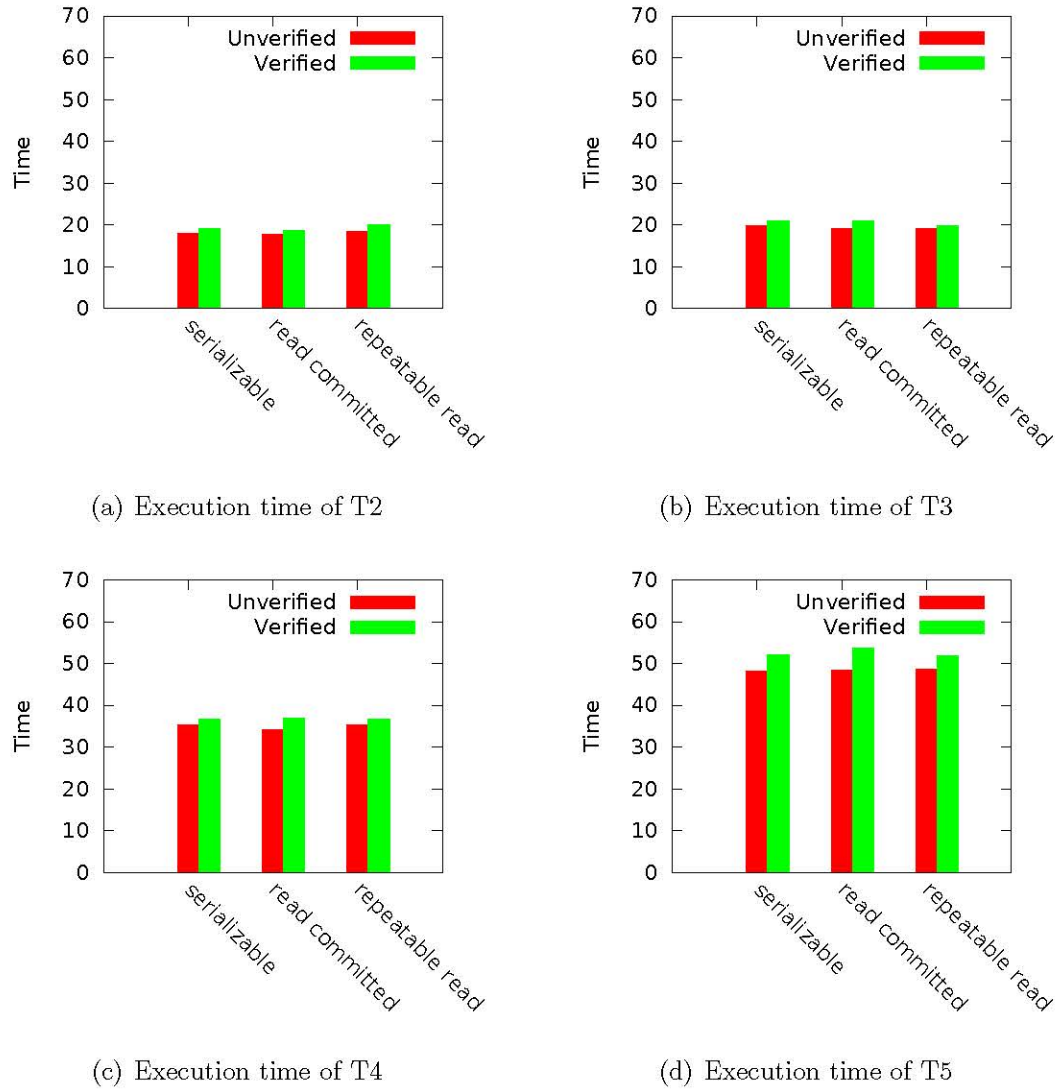 70
60
50
40
30
20
10
0
Time
Unverified
Verified
serializable
read committed
repeatable read
(a) Execution time of T2
70
60
50
40
30
20
10
0
Time
Unverified
Verified
serializable
read committed
repeatable read
(b) Execution time of T3
70
60
50
40
30
20
10
0
Time
Unverified
Verified
serializable
read committed
repeatable read
(c) Execution time of T4
70
60
50
40
30
20
10
0
Time
Unverified
Verified
serializable
read committed
repeatable read
(d) Execution time of T5